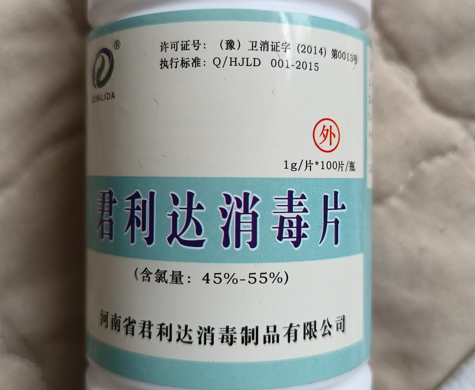 许可证号：（豫）卫消证字（2014）第0013号
执行标准：Q/HJLD 001-2015
®
JUNLIDA
外
1g/片*100片/瓶
君利达消毒片
（含氯量：45%-55%）
河南省君利达消毒制品有限公司